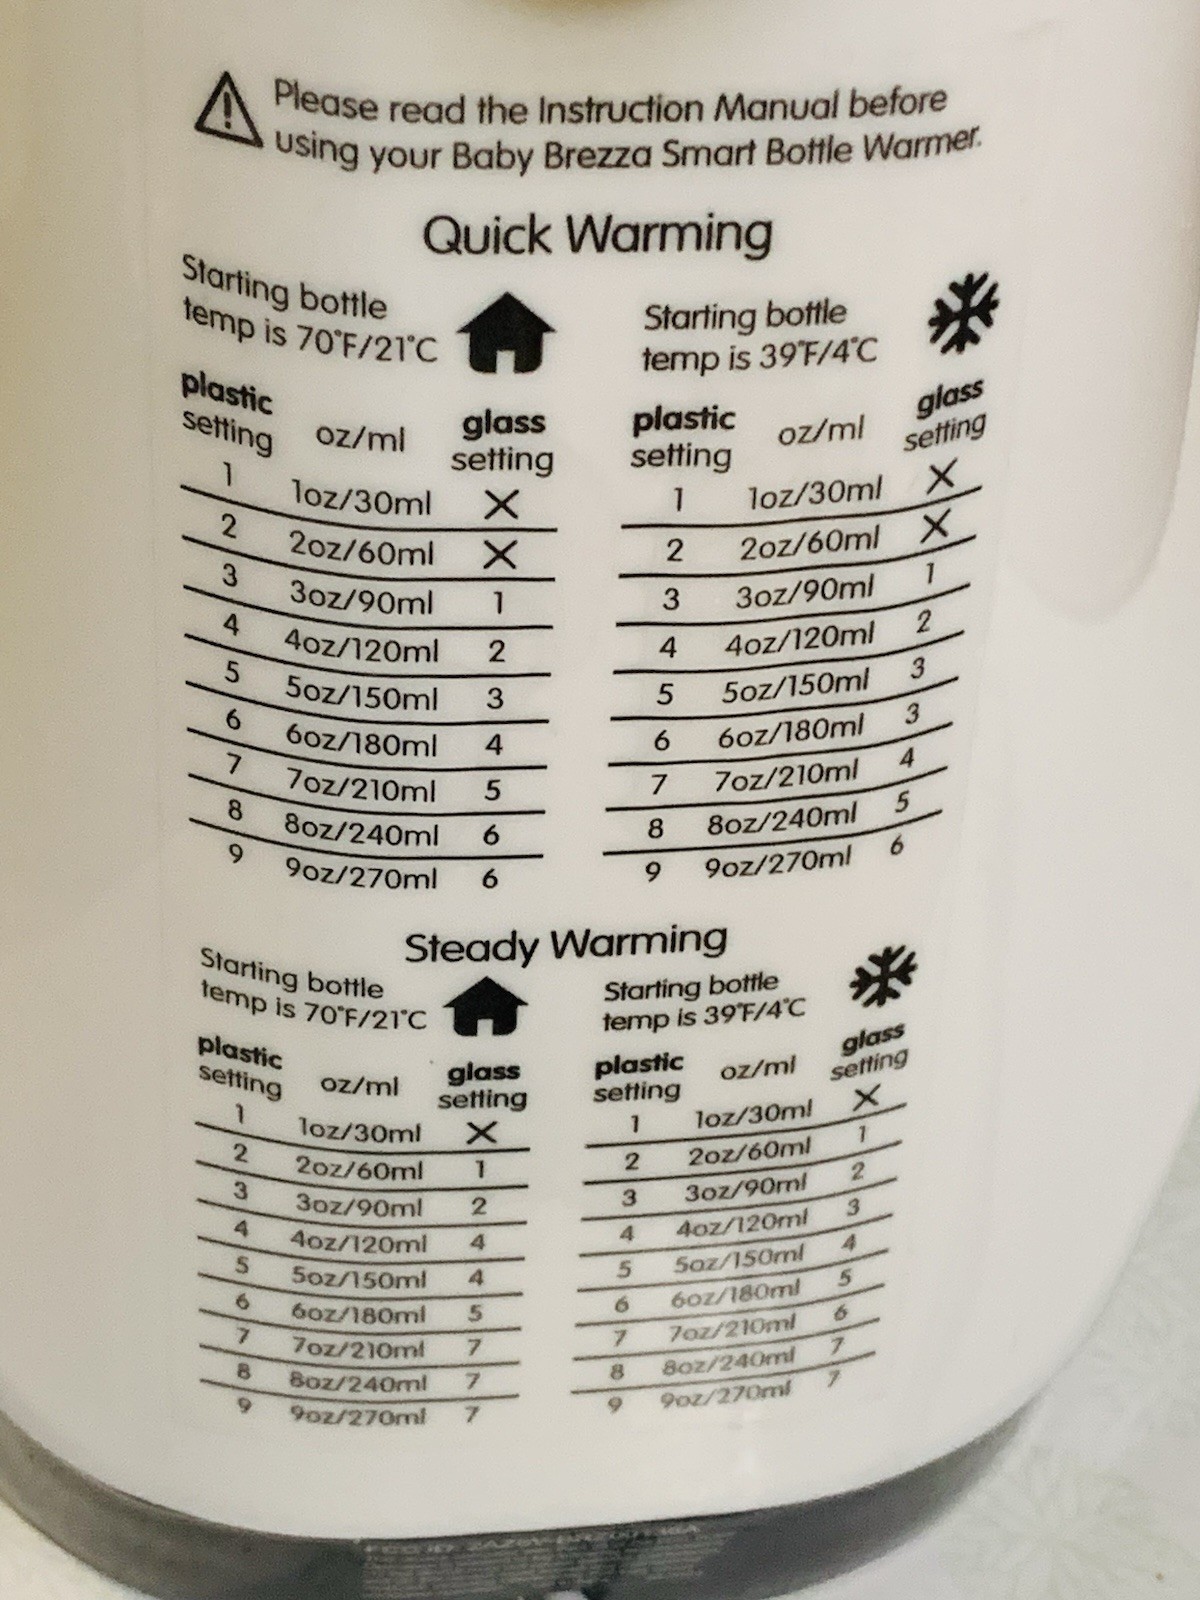 Please read the Instruction Manual before
using your Baby Brezza Smart Bottle Warmer.
Quick Warming
Starting bottle
temp is 70°F/21°C
plastic setting oz/ml glass setting
1 1oz/30ml X
2 2oz/60ml X
3 3oz/90ml 1
4 4oz/120ml 2
5 5oz/150ml 3
6 6oz/180ml 4
7 7oz/210ml 5
8 8oz/240ml 6
9 9oz/270ml 6
Starting bottle
temp is 39°F/4°C
plastic setting oz/ml glass setting
1 1oz/30ml X
2 2oz/60ml X
3 3oz/90ml 1
4 4oz/120ml 2
5 5oz/150ml 3
6 6oz/180ml 3
7 7oz/210ml 4
8 8oz/240ml 5
9 9oz/270ml 6
Steady Warming
Starting bottle
temp is 70°F/21°C
plastic setting oz/ml glass setting
1 1oz/30ml X
2 2oz/60ml 1
3 3oz/90ml 2
4 4oz/120ml 4
5 5oz/150ml 4
6 6oz/180ml 5
7 7oz/210ml 7
8 8oz/240ml 7
9 9oz/270ml 7
Starting bottle
temp is 39°F/4°C
plastic setting oz/ml glass setting
1 1oz/30ml X
2 2oz/60ml 1
3 3oz/90ml 2
4 4oz/120ml 3
5 5oz/150ml 4
6 6oz/180ml 5
7 7oz/210ml 6
8 8oz/240ml 7
9 9oz/270ml 7